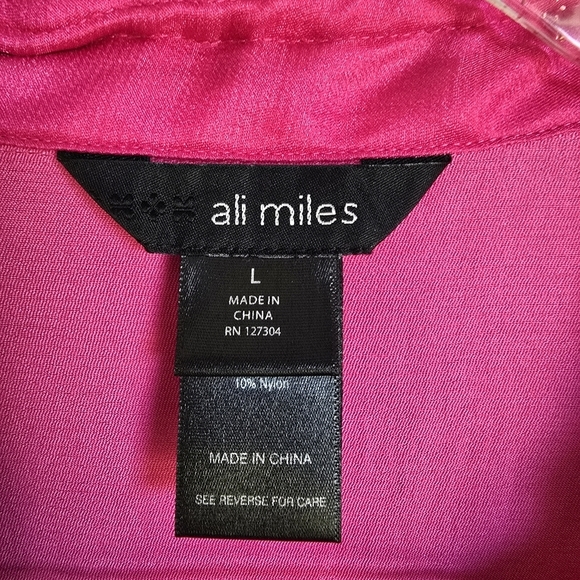 ali miles
L
MADE IN
CHINA
RN 127304
10% Nylon
MADE IN CHINA
SEE REVERSE FOR CARE